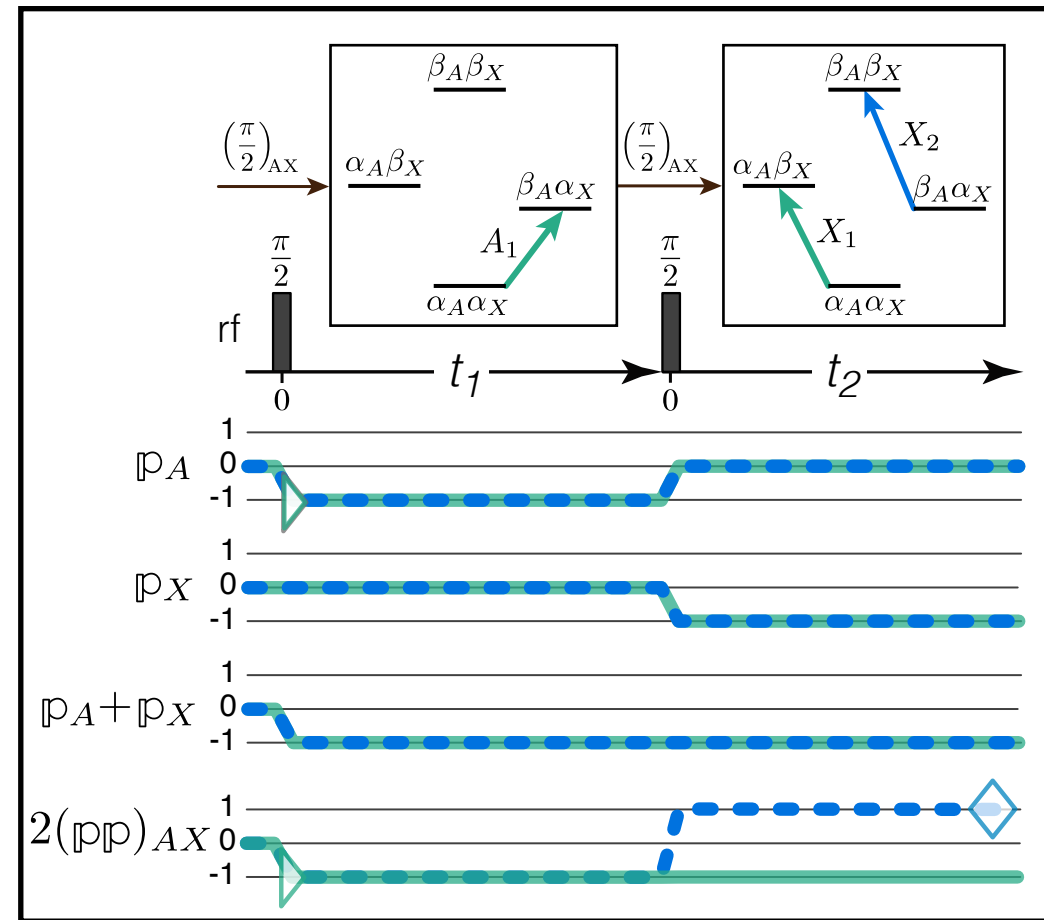 β_Aβ_X
β_Aβ_X
(π/2)_AX
α_Aβ_X
β_Aα_X
A_1
α_Aα_X
(π/2)_AX
α_Aβ_X
X_2
β_Aα_X
X_1
α_Aα_X
π/2
π/2
rf
t_1
t_2
0
0
1
ℙ_A 0
-1
1
ℙ_X 0
-1
1
ℙ_A+ℙ_X 0
-1
1
2(ℙℙ)_AX 0
-1